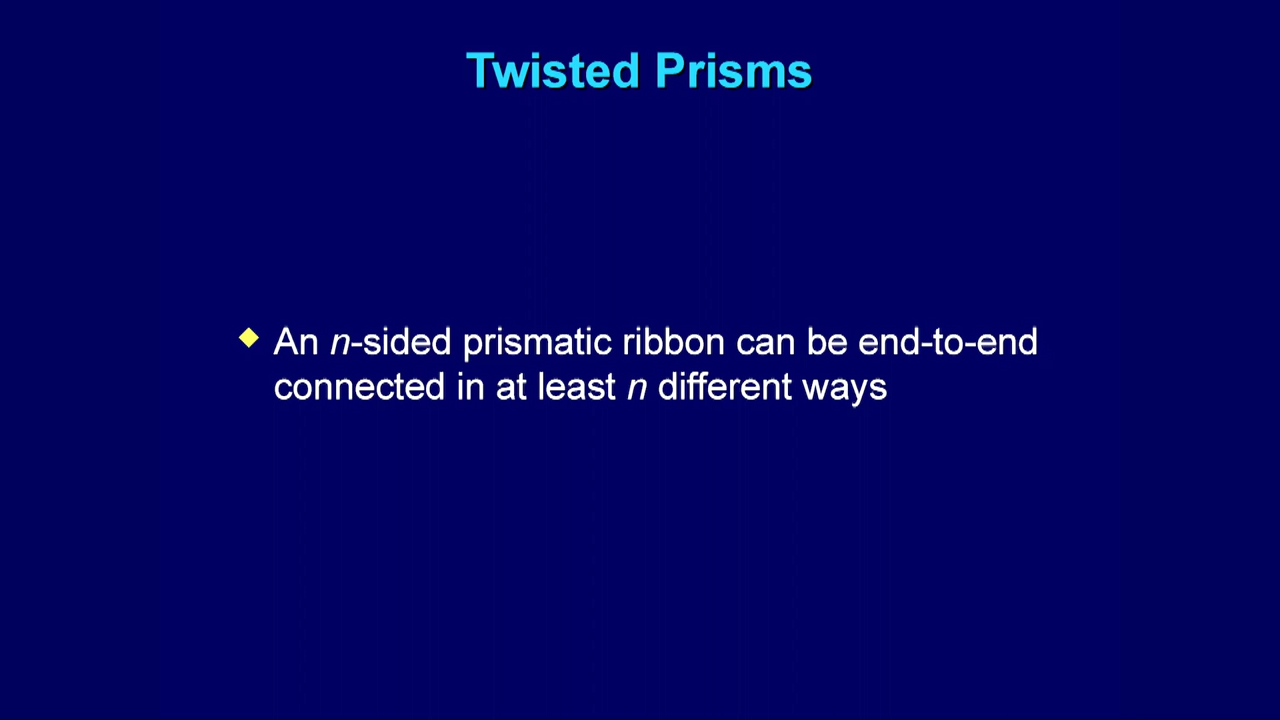 Twisted Prisms
An n-sided prismatic ribbon can be end-to-end
connected in at least n different ways